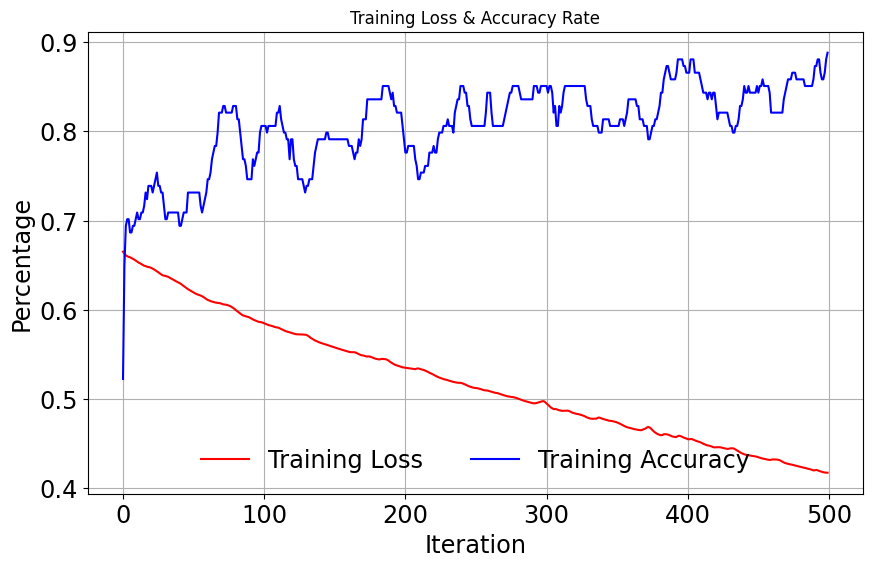 Training Loss & Accuracy Rate
0.9
0.8
0.7
0.6
0.5
0.4
Percentage
Training Loss
Training Accuracy
0
100
200
300
400
500
Iteration